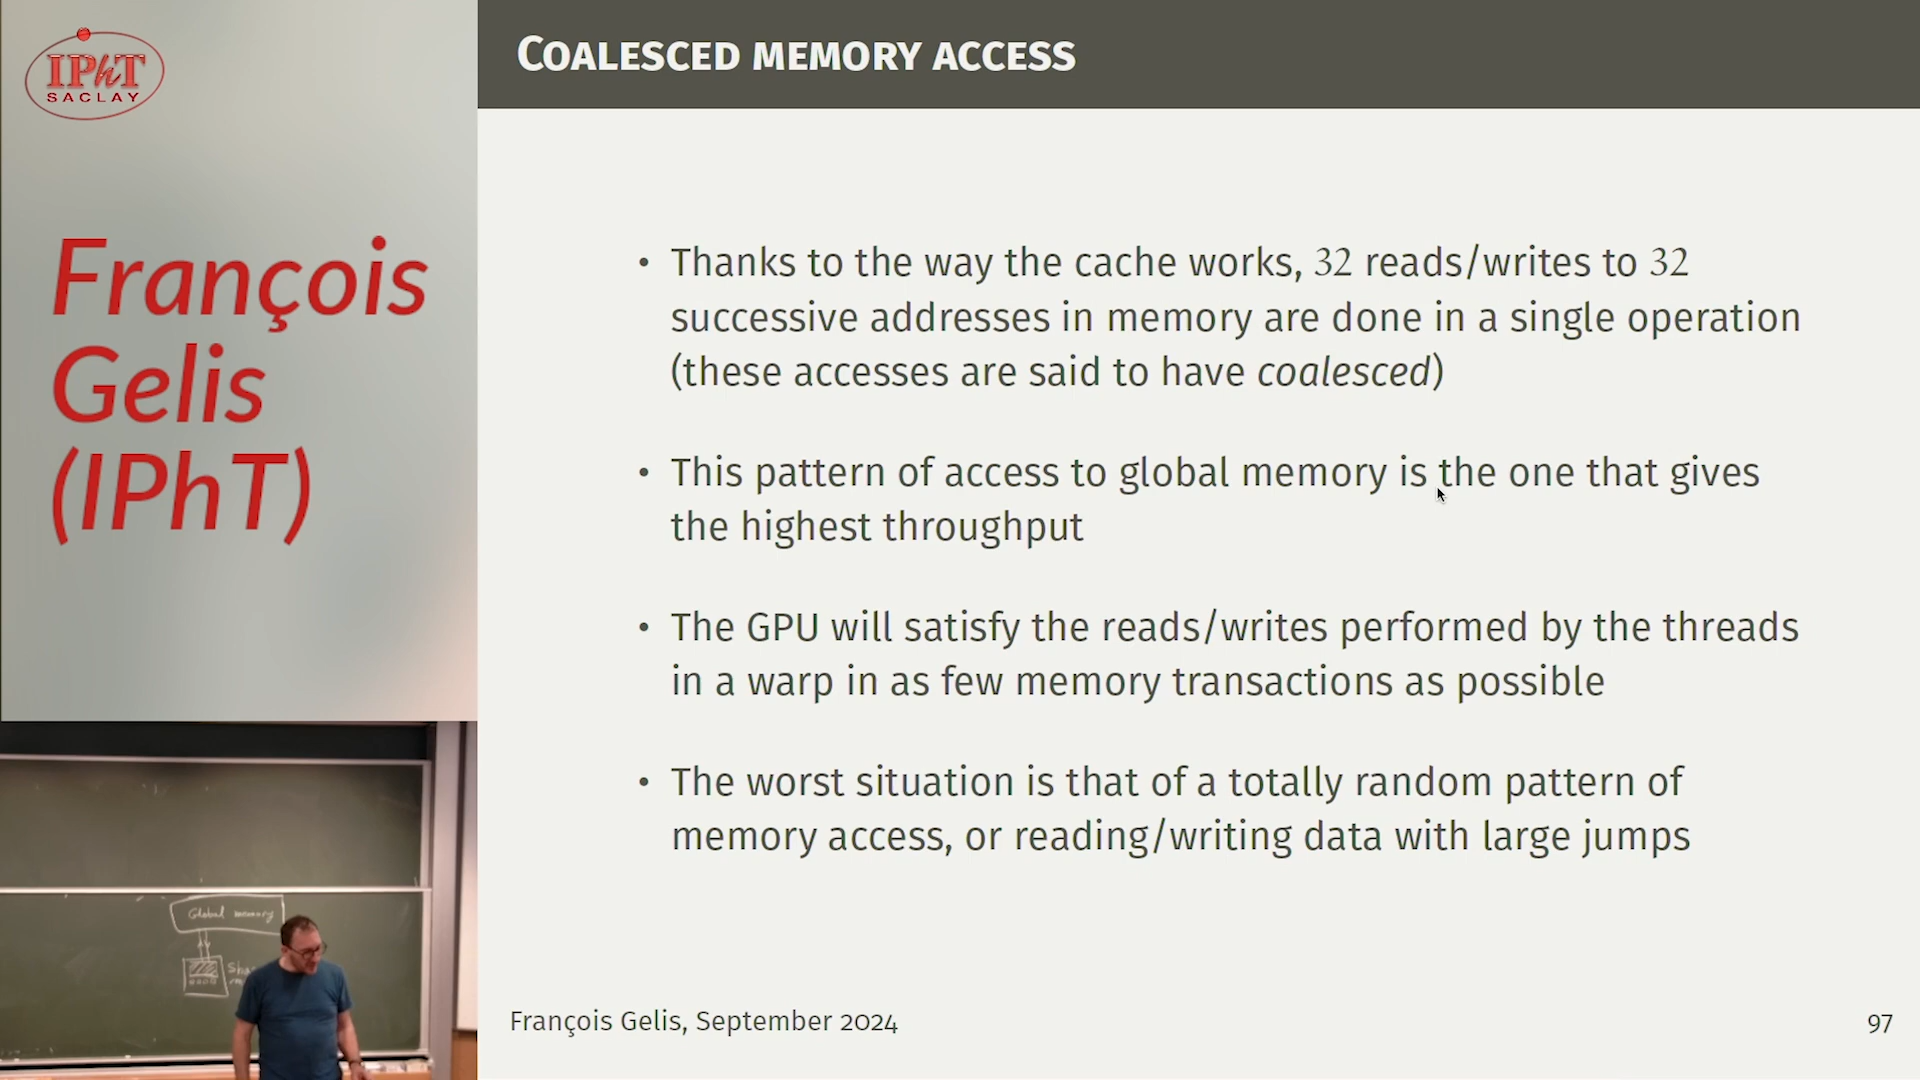 IPhT
SACLAY
François
Gelis
(IPhT)
COALESCED MEMORY ACCESS
• Thanks to the way the cache works, 32 reads/writes to 32
successive addresses in memory are done in a single operation
(these accesses are said to have coalesced)
• This pattern of access to global memory is the one that gives
the highest throughput
• The GPU will satisfy the reads/writes performed by the threads
in a warp in as few memory transactions as possible
• The worst situation is that of a totally random pattern of
memory access, or reading/writing data with large jumps
François Gelis, September 2024
97
Global memory